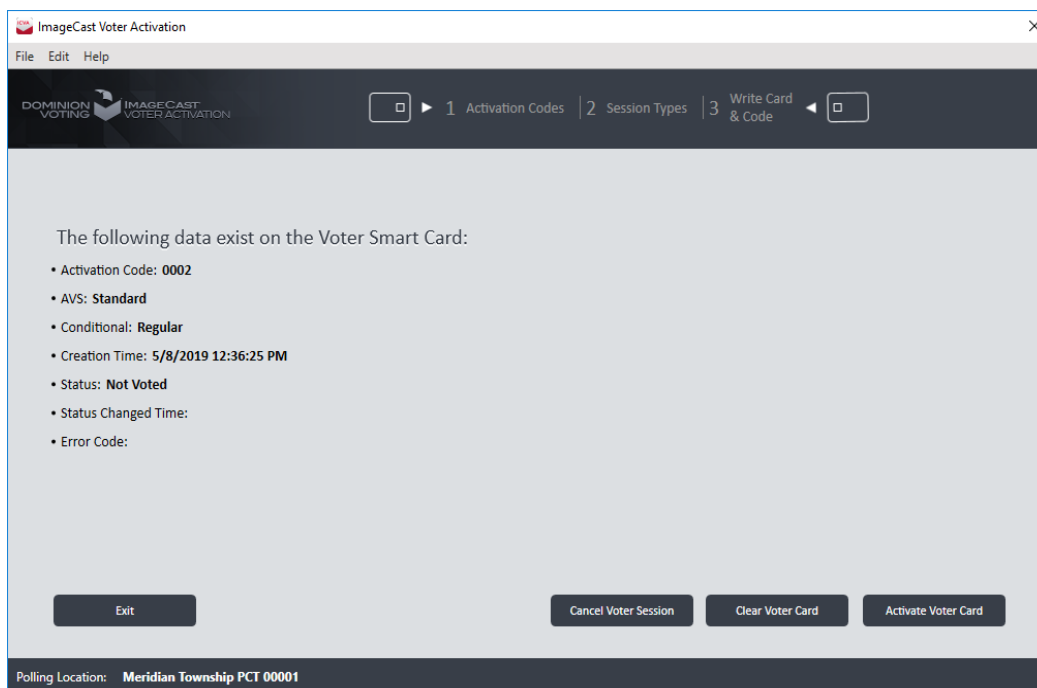 ImageCast Voter Activation
File Edit Help
DOMINION VOTING IMAGECAST VOTER ACTIVATION
1 Activation Codes 2 Session Types 3 Write Card & Code
The following data exist on the Voter Smart Card:
• Activation Code: 0002
• AVS: Standard
• Conditional: Regular
• Creation Time: 5/8/2019 12:36:25 PM
• Status: Not Voted
• Status Changed Time:
• Error Code:
Exit Cancel Voter Session Clear Voter Card Activate Voter Card
Polling Location: Meridian Township PCT 00001